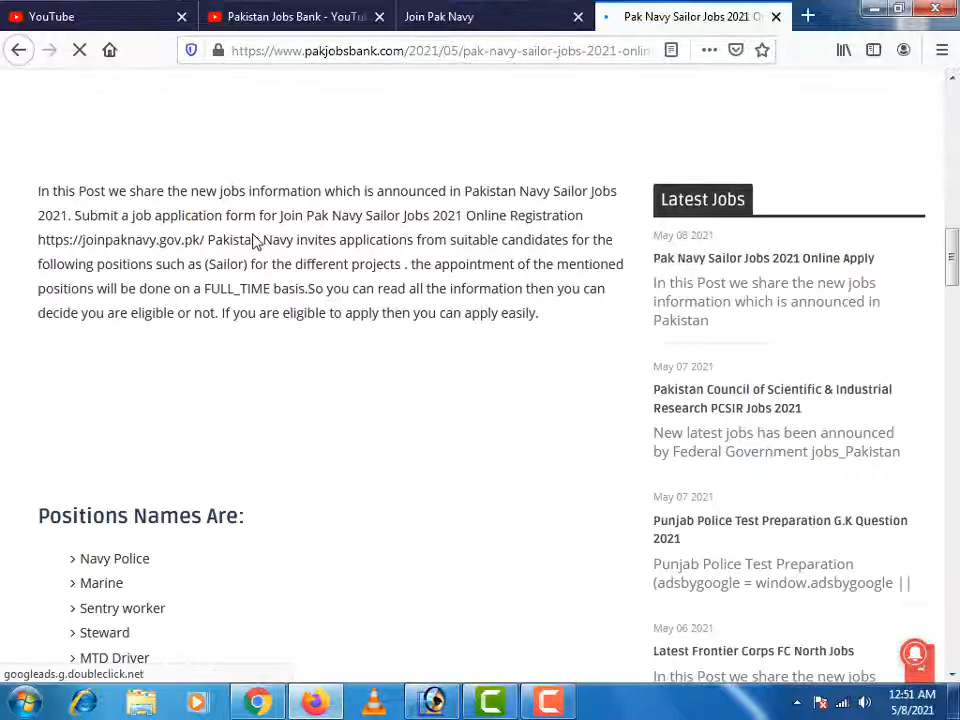 YouTube
Pakistan Jobs Bank - YouTu
Join Pak Navy
Pak Navy Sailor Jobs 2021 O
https://www.pakjobsbank.com/2021/05/pak-navy-sailor-jobs-2021-onlin
In this Post we share the new jobs information which is announced in Pakistan Navy Sailor Jobs
2021. Submit a job application form for Join Pak Navy Sailor Jobs 2021 Online Registration
https://joinpaknavy.gov.pk/ Pakistan Navy invites applications from suitable candidates for the
following positions such as (Sailor) for the different projects . the appointment of the mentioned
positions will be done on a FULL_TIME basis.So you can read all the information then you can
decide you are eligible or not. If you are eligible to apply then you can apply easily.
Positions Names Are:
Navy Police
Marine
Sentry worker
Steward
MTD Driver
Latest Jobs
May 08 2021
Pak Navy Sailor Jobs 2021 Online Apply
In this Post we share the new jobs
information which is announced in
Pakistan
May 07 2021
Pakistan Council of Scientific & Industrial
Research PCSIR Jobs 2021
New latest jobs has been announced
by Federal Government jobs_Pakistan
May 07 2021
Punjab Police Test Preparation G.K Question
2021
Punjab Police Test Preparation
(adsbygoogle = window.adsbygoogle ||
May 06 2021
Latest Frontier Corps FC North Jobs
In this Post we share the new jobs
googleads.g.doubleclick.net
12:51 AM
5/8/2021